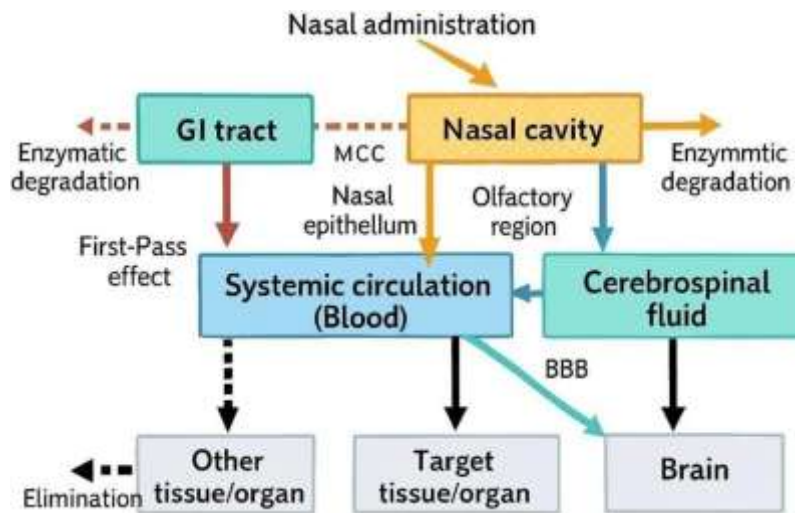 Nasal administration
GI tract
Nasal cavity
Enzymatic
degradation
MCC
Enzymmtic
degradation
Nasal
epithellum
Olfactory
region
First-Pass
effect
Systemic circulation
(Blood)
Cerebrospinal
fluid
BBB
Other
tissue/organ
Target
tissue/organ
Brain
Elimination